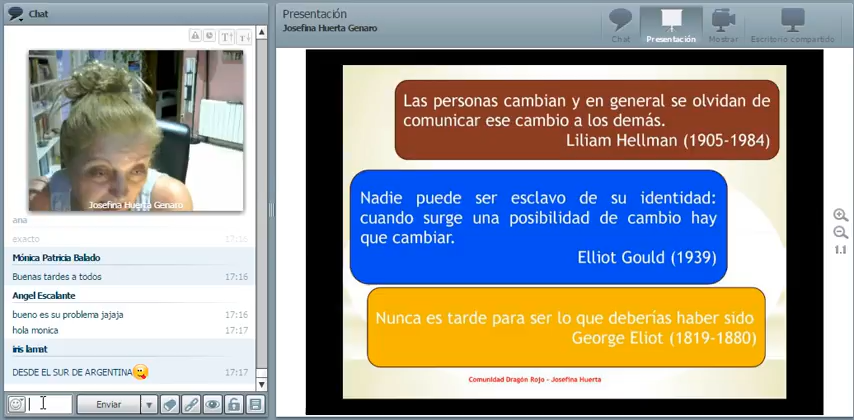 Chat
T↑
T↓
Josefina Huerta Genaro
ana
exacto 17:16
Mónica Patricia Balado
Buenas tardes a todos 17:16
Angel Escalante
bueno es su problema jajaja 17:16
hola monica 17:17
iris lamat
DESDE EL SUR DE ARGENTINA 17:17
Enviar
Presentación
Josefina Huerta Genaro
Chat
Presentación
Mostrar
Escritorio compartido
Las personas cambian y en general se olvidan de
comunicar ese cambio a los demás.
Liliam Hellman (1905-1984)
Nadie puede ser esclavo de su identidad:
cuando surge una posibilidad de cambio hay
que cambiar.
Elliot Gould (1939)
Nunca es tarde para ser lo que deberías haber sido
George Eliot (1819-1880)
Comunidad Dragón Rojo - Josefina Huerta
1.1